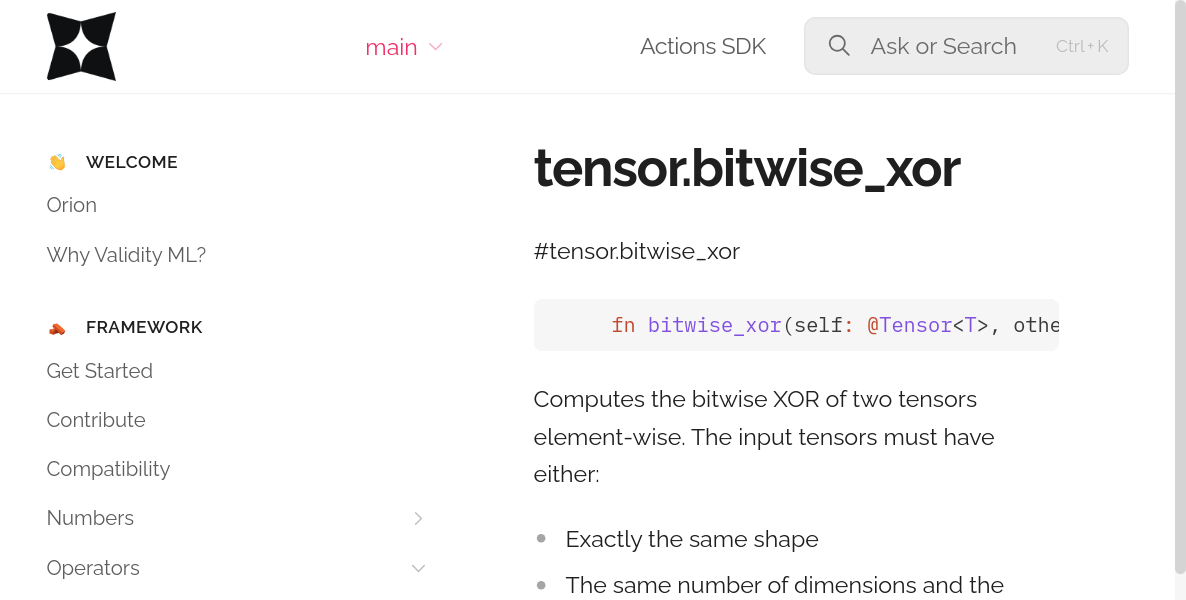 main
Actions SDK
Ask or Search
Ctrl + K
WELCOME
Orion
Why Validity ML?
FRAMEWORK
Get Started
Contribute
Compatibility
Numbers
Operators
tensor.bitwise_xor
#tensor.bitwise_xor
fn bitwise_xor(self: @Tensor<T>, othe
Computes the bitwise XOR of two tensors
element-wise. The input tensors must have
either:
Exactly the same shape
The same number of dimensions and the